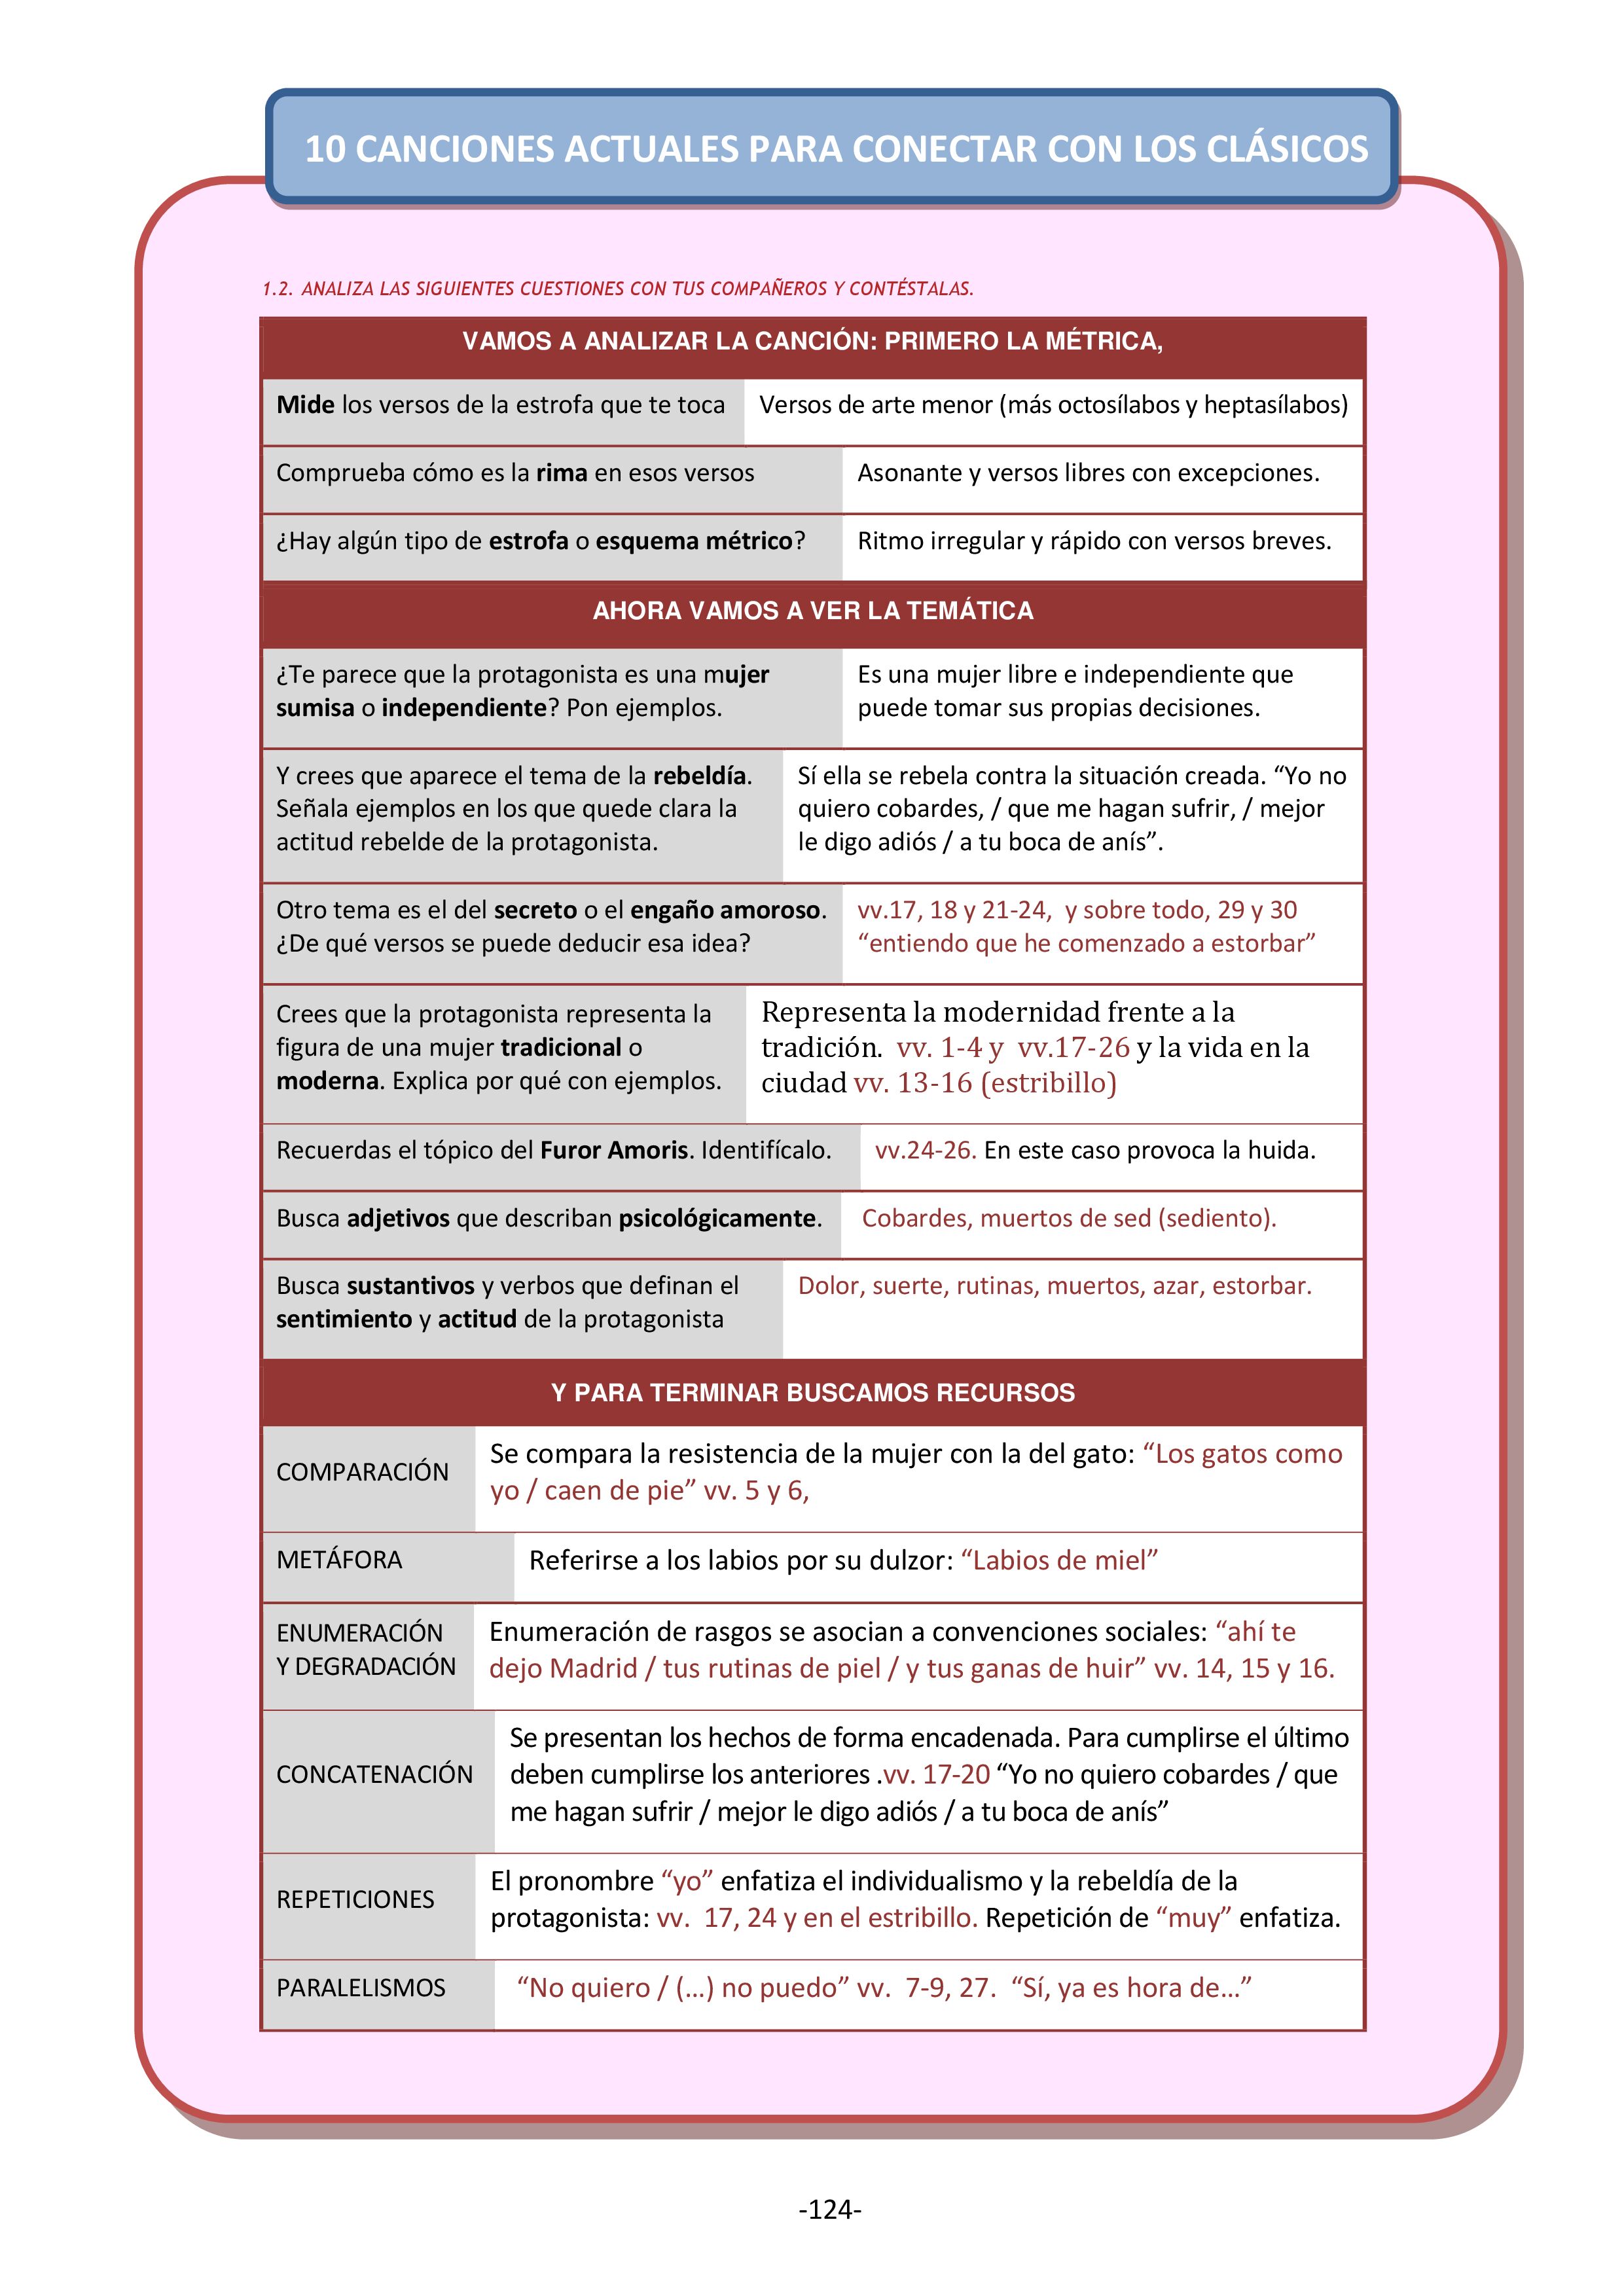 10 CANCIONES ACTUALES PARA CONECTAR CON LOS CLÁSICOS
1.2. ANALIZA LAS SIGUIENTES CUESTIONES CON TUS COMPAÑEROS Y CONTÉSTALAS.
VAMOS A ANALIZAR LA CANCIÓN: PRIMERO LA MÉTRICA,
Mide los versos de la estrofa que te toca
Versos de arte menor (más octosílabos y heptasílabos)
Comprueba cómo es la rima en esos versos
Asonante y versos libres con excepciones.
¿Hay algún tipo de estrofa o esquema métrico?
Ritmo irregular y rápido con versos breves.
AHORA VAMOS A VER LA TEMÁTICA
¿Te parece que la protagonista es una mujer
sumisa o independiente? Pon ejemplos.
Es una mujer libre e independiente que
puede tomar sus propias decisiones.
Y crees que aparece el tema de la rebeldía.
Señala ejemplos en los que quede clara la
actitud rebelde de la protagonista.
Sí ella se rebela contra la situación creada. “Yo no
quiero cobardes, / que me hagan sufrir, / mejor
le digo adiós / a tu boca de anís”.
Otro tema es el del secreto o el engaño amoroso.
¿De qué versos se puede deducir esa idea?
vv.17, 18 y 21-24,  y sobre todo, 29 y 30
“entiendo que he comenzado a estorbar”
Crees que la protagonista representa la
figura de una mujer tradicional o
moderna. Explica por qué con ejemplos.
Representa la modernidad frente a la
tradición.  vv. 1-4 y  vv.17-26 y la vida en la
ciudad vv. 13-16 (estribillo)
Recuerdas el tópico del Furor Amoris. Identifícalo.
vv.24-26. En este caso provoca la huida.
Busca adjetivos que describan psicológicamente.
Cobardes, muertos de sed (sediento).
Busca sustantivos y verbos que definan el
sentimiento y actitud de la protagonista
Dolor, suerte, rutinas, muertos, azar, estorbar.
Y PARA TERMINAR BUSCAMOS RECURSOS
COMPARACIÓN
Se compara la resistencia de la mujer con la del gato: “Los gatos como
yo / caen de pie” vv. 5 y 6,
METÁFORA
Referirse a los labios por su dulzor: “Labios de miel”
ENUMERACIÓN
Y DEGRADACIÓN
Enumeración de rasgos se asocian a convenciones sociales: “ahí te
dejo Madrid / tus rutinas de piel / y tus ganas de huir” vv. 14, 15 y 16.
CONCATENACIÓN
Se presentan los hechos de forma encadenada. Para cumplirse el último
deben cumplirse los anteriores .vv. 17-20 “Yo no quiero cobardes / que
me hagan sufrir / mejor le digo adiós / a tu boca de anís”
REPETICIONES
El pronombre “yo” enfatiza el individualismo y la rebeldía de la
protagonista: vv.  17, 24 y en el estribillo. Repetición de “muy” enfatiza.
PARALELISMOS
“No quiero / (…) no puedo” vv.  7-9, 27.  “Sí, ya es hora de…”
-124-